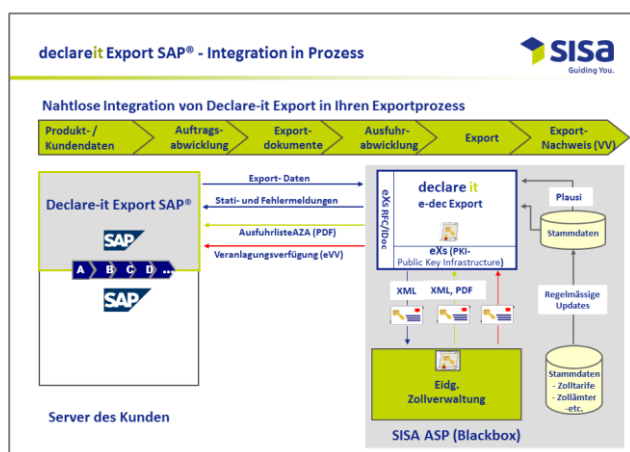 declareit Export SAP® - Integration in Prozess
SISA
Guiding You.
Nahtlose Integration von Declare-it Export in Ihren Exportprozess
Produkt- /
Kundendaten
Auftrags-
abwicklung
Export-
dokumente
Ausfuhr-
abwicklung
Export
Export-
Nachweis (VV)
Declare-it Export SAP®
SAP
A
B
C
D
...
SAP
Server des Kunden
Export- Daten
Stati- und Fehlermeldungen
AusfuhrlisteAZA (PDF)
Veranlagungsverfügung (eVV)
eXs RFC/IDoc
declare it
e-dec Export
eXs (PKI-
Public Key Infrastructure)
XML
XML, PDF
Eidg.
Zollverwaltung
Plausi
Stammdaten
Regelmässige
Updates
Stammdaten
- Zolltarife
- Zollämter
-etc.
SISA ASP (Blackbox)